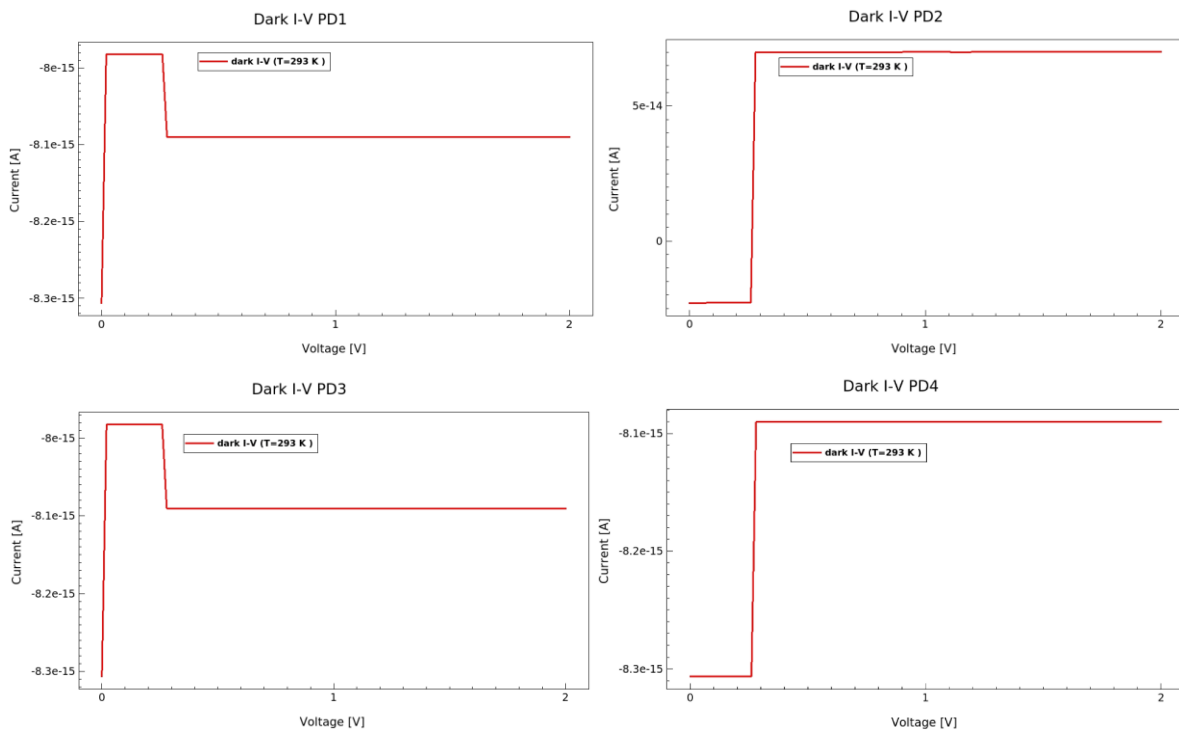 Dark I-V PD1
dark I-V (T=293 K )
-8e-15
-8.1e-15
-8.2e-15
-8.3e-15
Current [A]
0 1 2
Voltage [V]
Dark I-V PD2
dark I-V (T=293 K )
5e-14
0
Current [A]
0 1 2
Voltage [V]
Dark I-V PD3
dark I-V (T=293 K )
-8e-15
-8.1e-15
-8.2e-15
-8.3e-15
Current [A]
0 1 2
Voltage [V]
Dark I-V PD4
-8.1e-15
dark I-V (T=293 K )
-8.2e-15
-8.3e-15
Current [A]
0 1 2
Voltage [V]